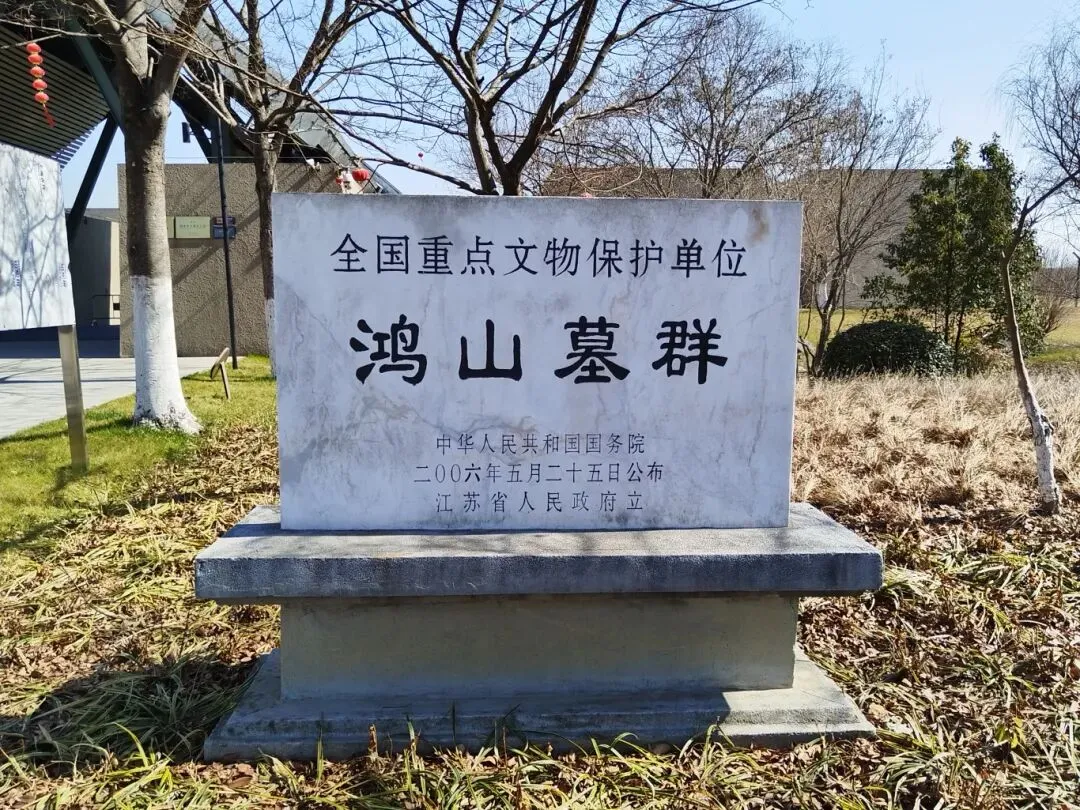 全国重点文物保护单位
鸿山墓群
中华人民共和国国务院
二〇〇六年五月二十五日公布
江苏省人民政府立